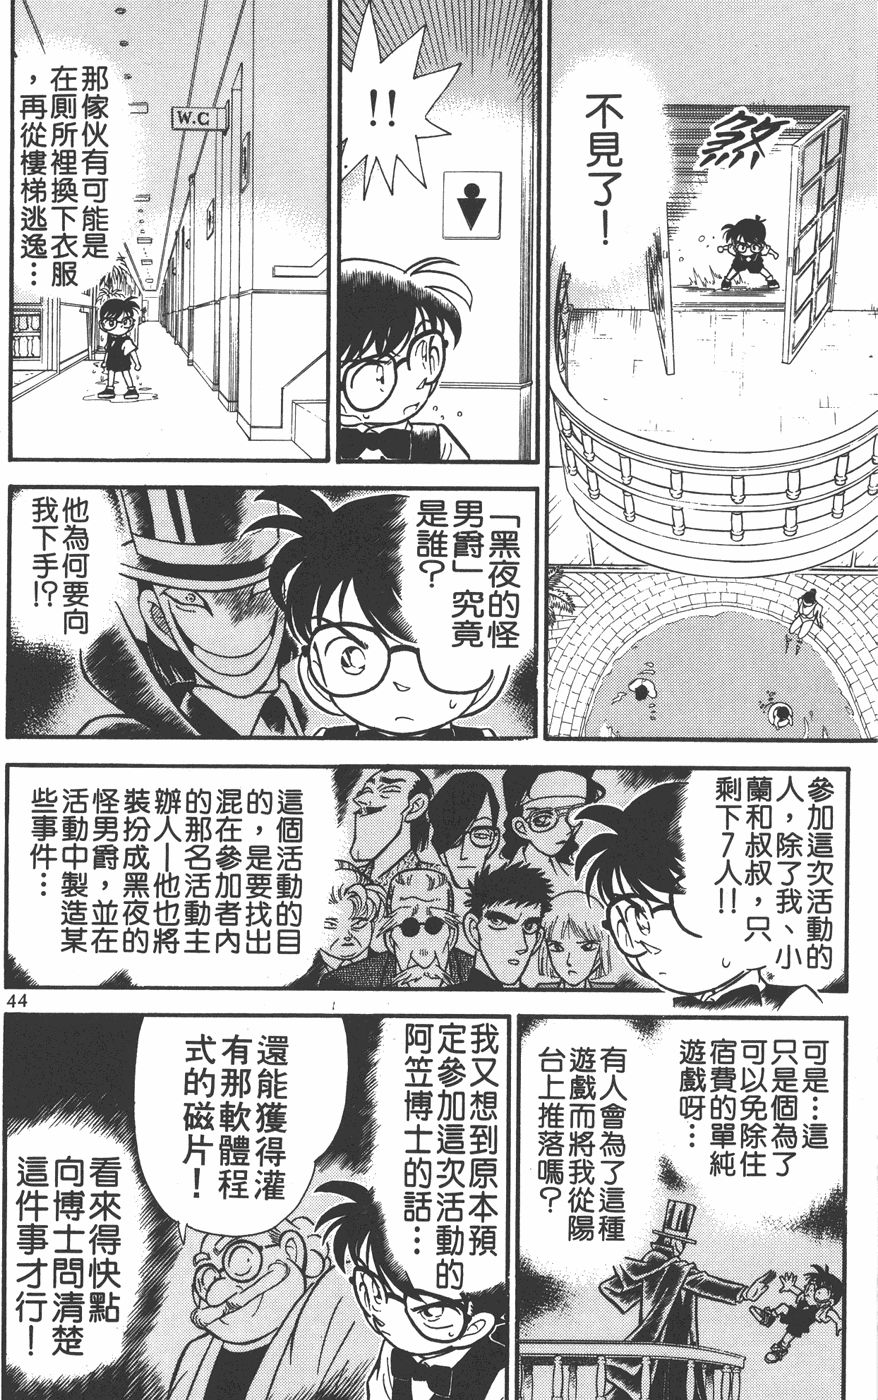 煞
不見了！
！！
W.C
那傢伙有可能是
在廁所裡換下衣服
，再從樓梯逃逸…
「黑夜的怪
男爵」究竟
是誰？
他為何要向
我下手!?
參加這次活動的
人，除了我、小
蘭和叔叔，只
剩下7人!!
這個活動的目
的，是要找出
混在參加者內
的那名活動主
辦人—他也將
裝扮成黑夜的
怪男爵，並在
活動中製造某
些事件…
44
可是…這
只是個為了
可以免除住
宿費的單純
遊戲呀…
有人會為了這種
遊戲而將我從陽
台上推落嗎？
我又想到原本預
定參加這次活動的
阿笠博士的話…
還能獲得灌
有那軟體程
式的磁片！
看來得快點
向博士問清楚
這件事才行！